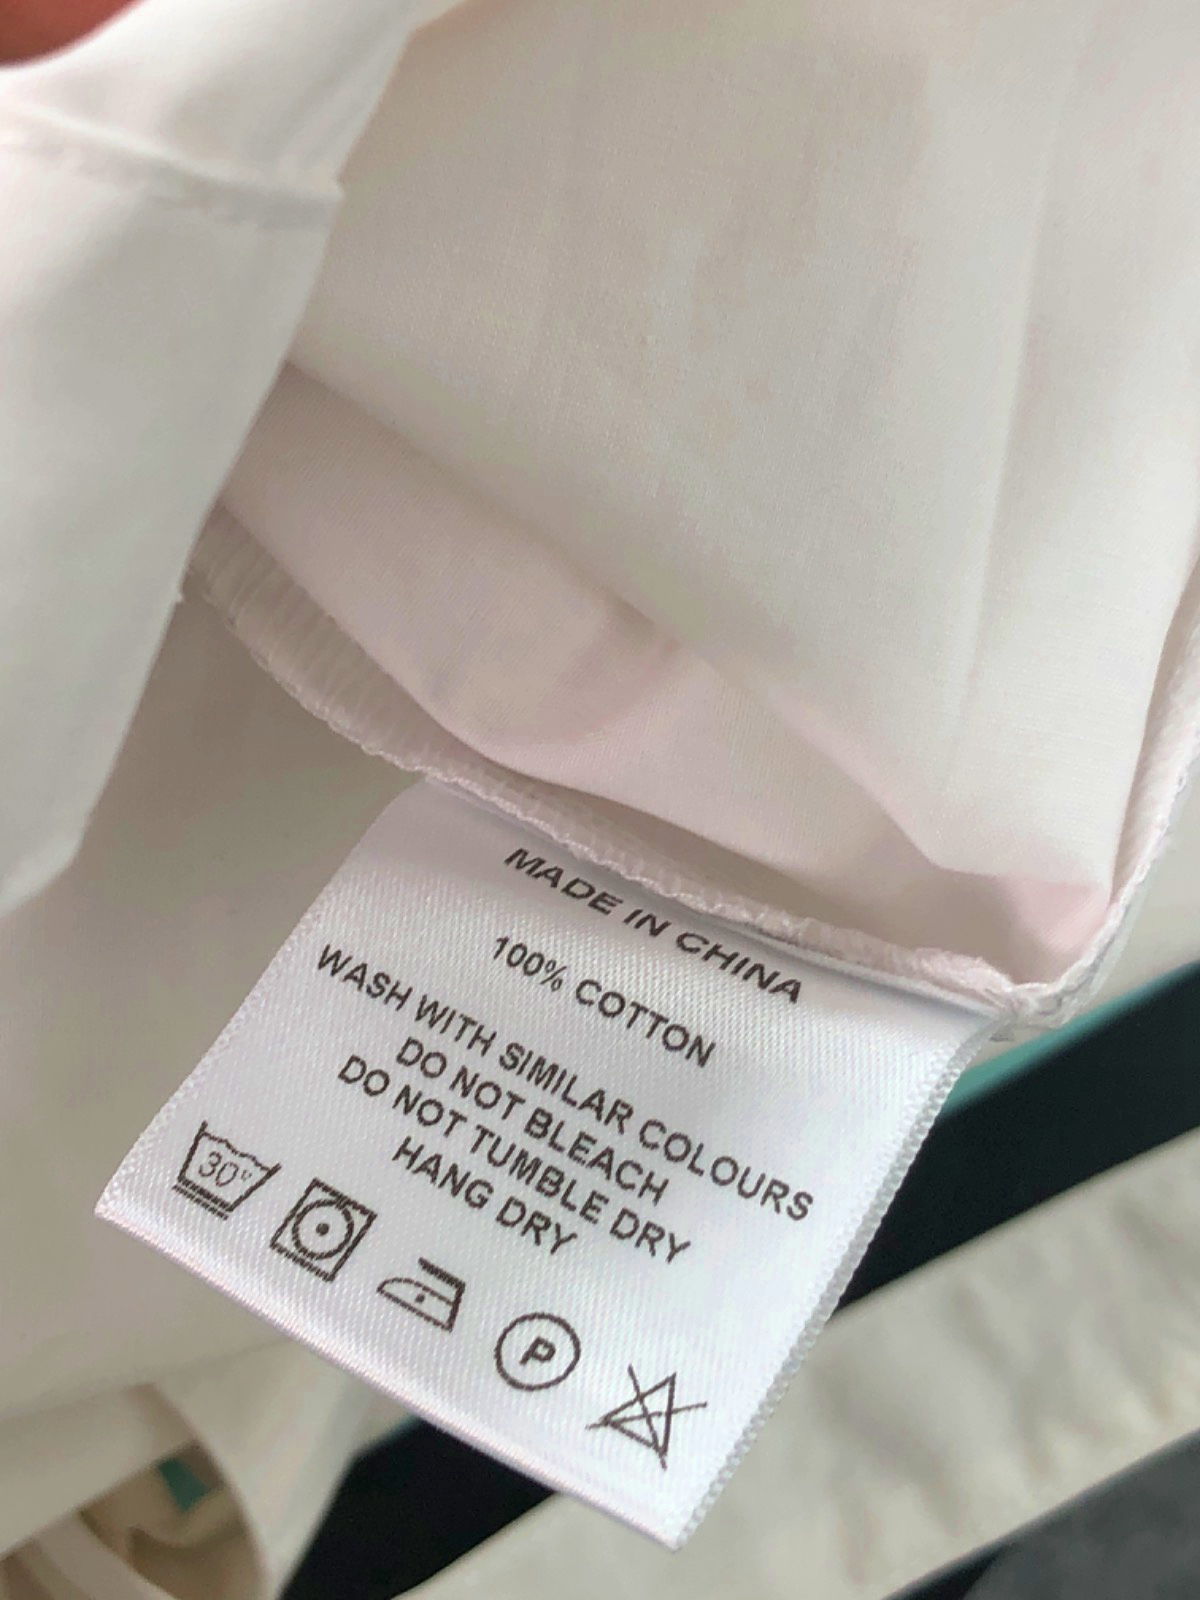 MADE IN CHINA
100% COTTON
WASH WITH SIMILAR COLOURS
DO NOT BLEACH
DO NOT TUMBLE DRY
HANG DRY
30°
P